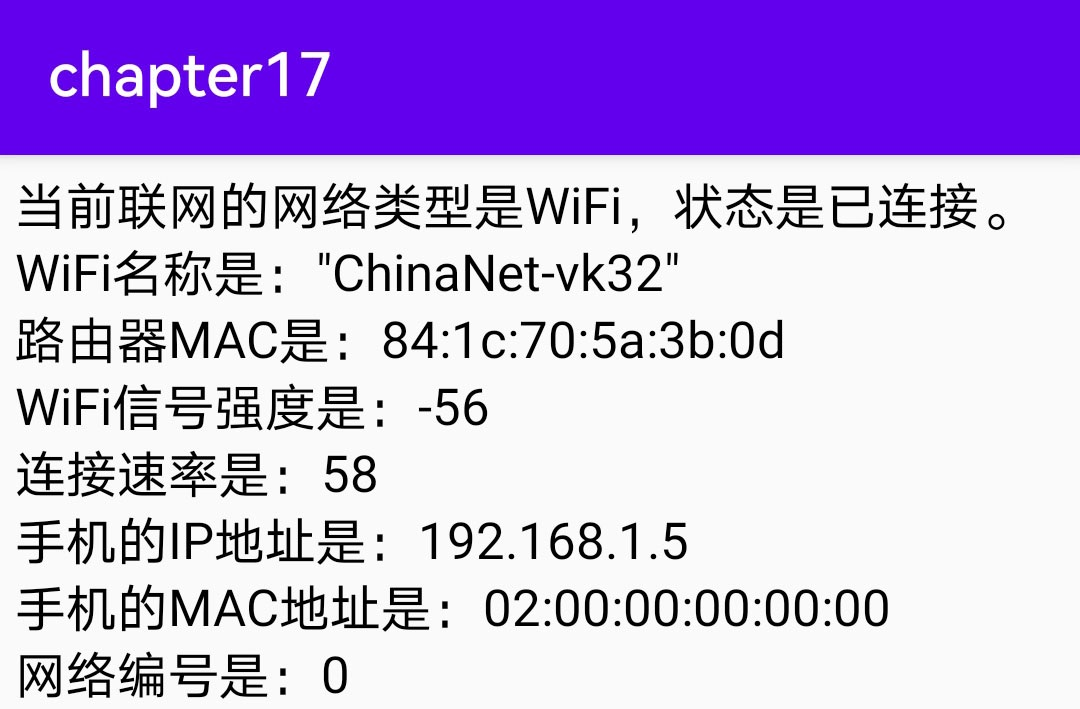 chapter17
当前联网的网络类型是WiFi，状态是已连接。
WiFi名称是："ChinaNet-vk32"
路由器MAC是：84:1c:70:5a:3b:0d
WiFi信号强度是：-56
连接速率是：58
手机的IP地址是：192.168.1.5
手机的MAC地址是：02:00:00:00:00:00
网络编号是：0